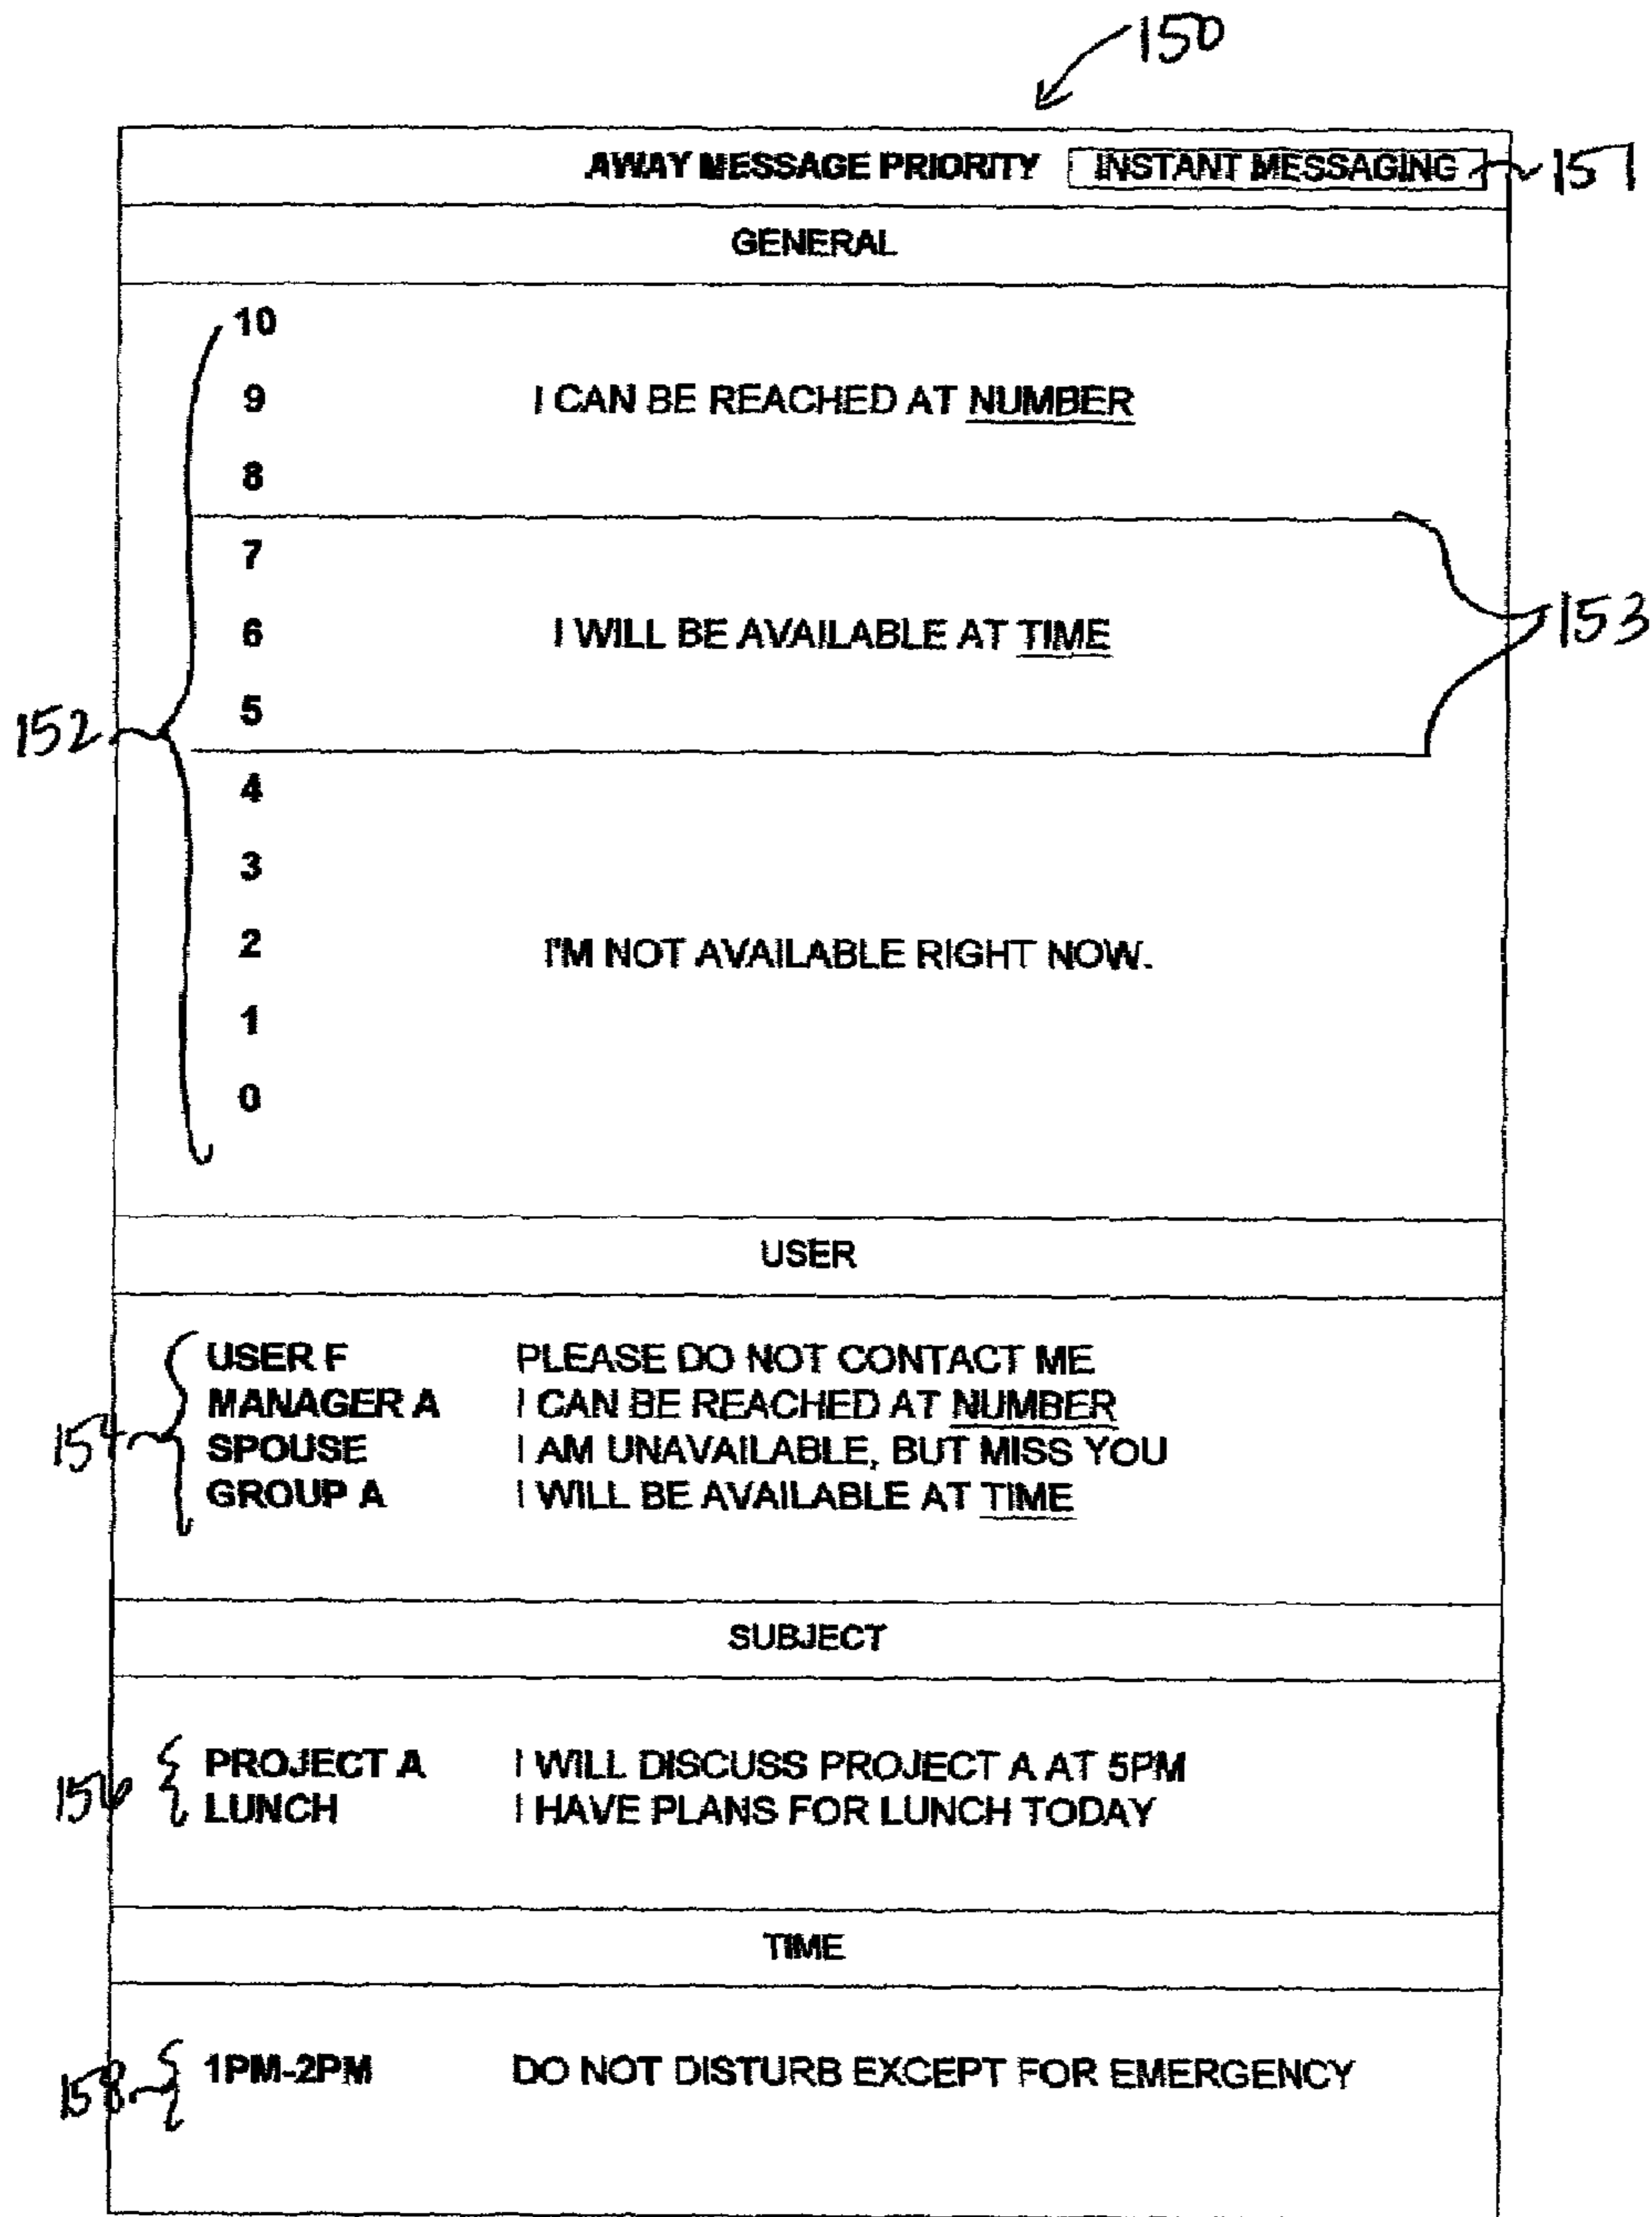 150
AWAY MESSAGE PRIORITY INSTANT MESSAGING 151
GENERAL
10
9 I CAN BE REACHED AT NUMBER
8
7
153
6 I WILL BE AVAILABLE AT TIME
5
152
4
3
2 I'M NOT AVAILABLE RIGHT NOW.
1
0
USER
USER F PLEASE DO NOT CONTACT ME
MANAGER A I CAN BE REACHED AT NUMBER
154 SPOUSE I AM UNAVAILABLE, BUT MISS YOU
GROUP A I WILL BE AVAILABLE AT TIME
SUBJECT
PROJECT A I WILL DISCUSS PROJECT A AT 5PM
156 LUNCH I HAVE PLANS FOR LUNCH TODAY
TIME
158 1PM-2PM DO NOT DISTURB EXCEPT FOR EMERGENCY